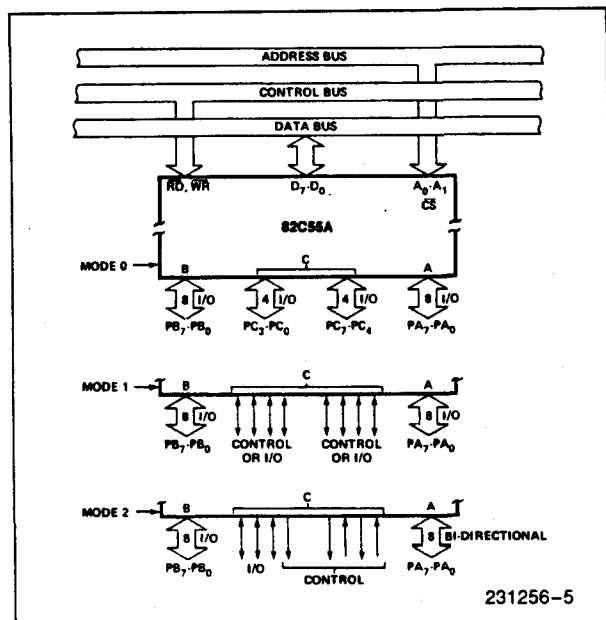 ADDRESS BUS
CONTROL BUS
DATA BUS
RD, WR D7-D0 A0-A1
CS
82C55A
MODE 0
B C A
8 I/O 4 I/O 4 I/O 8 I/O
PB7-PB0 PC3-PC0 PC7-PC4 PA7-PA0
MODE 1
B C A
8 I/O 8 I/O
CONTROL OR I/O CONTROL OR I/O
PB7-PB0 PA7-PA0
MODE 2
B C A
8 I/O 8 BI-DIRECTIONAL
PB7-PB0 I/O CONTROL PA7-PA0
231256-5